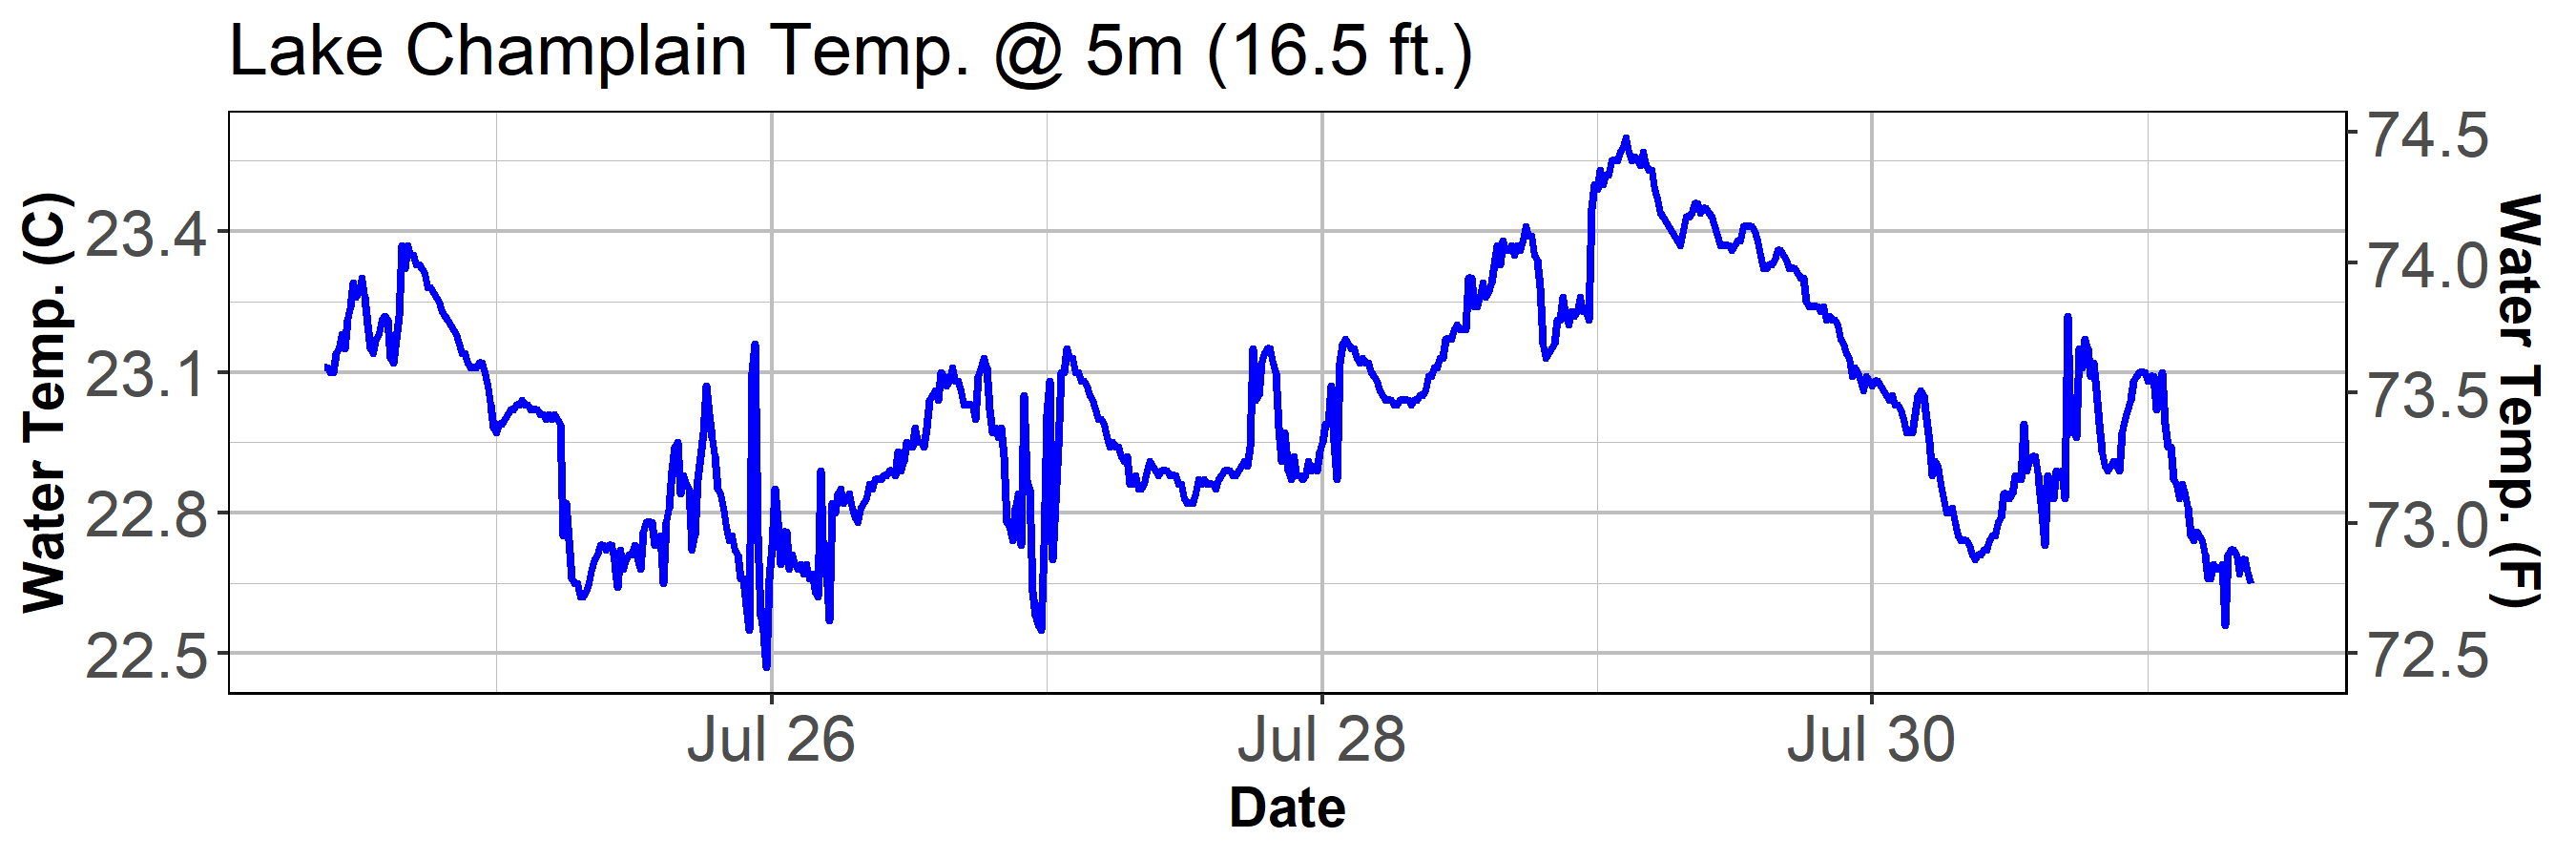 Lake Champlain Temp. @ 5m (16.5 ft.)
Water Temp. (C)
23.4
23.1
22.8
22.5
74.5
74.0
73.5
73.0
72.5
Water Temp. (F)
Jul 26
Jul 28
Jul 30
Date